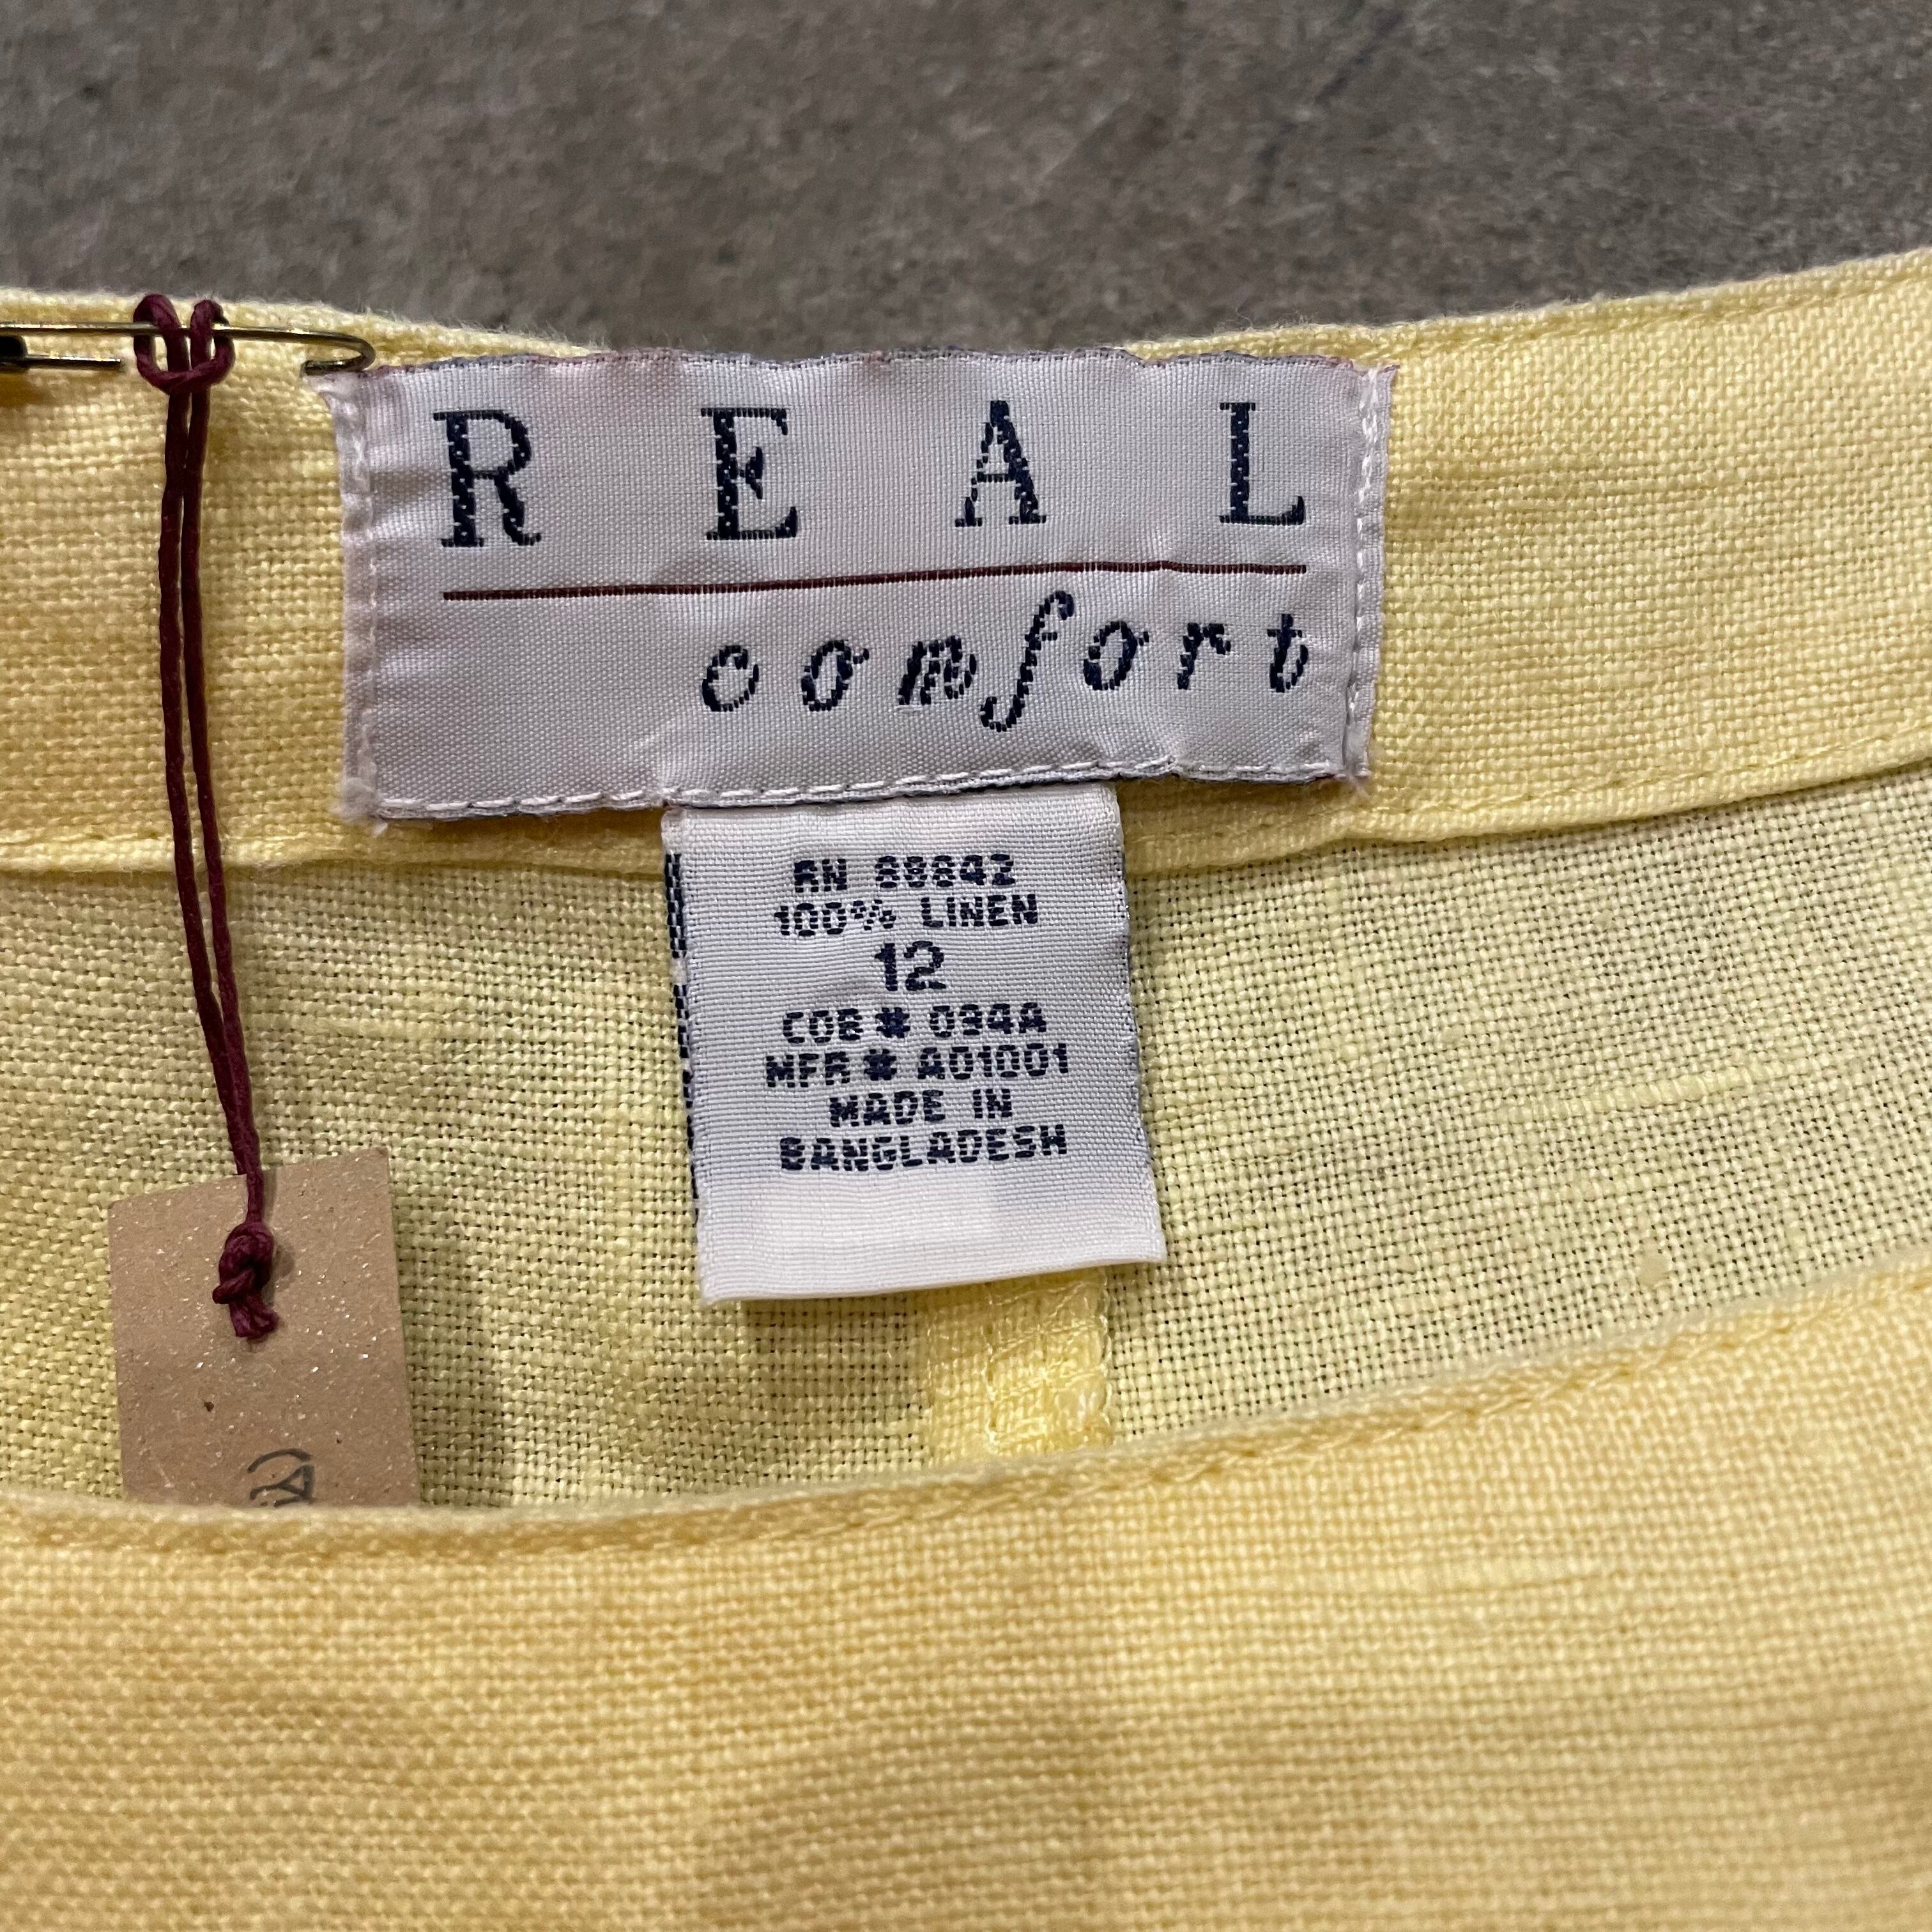 REAL
comfort
RN 88842
100% LINEN
12
COB # 094A
MFR # A01001
MADE IN
BANGLADESH